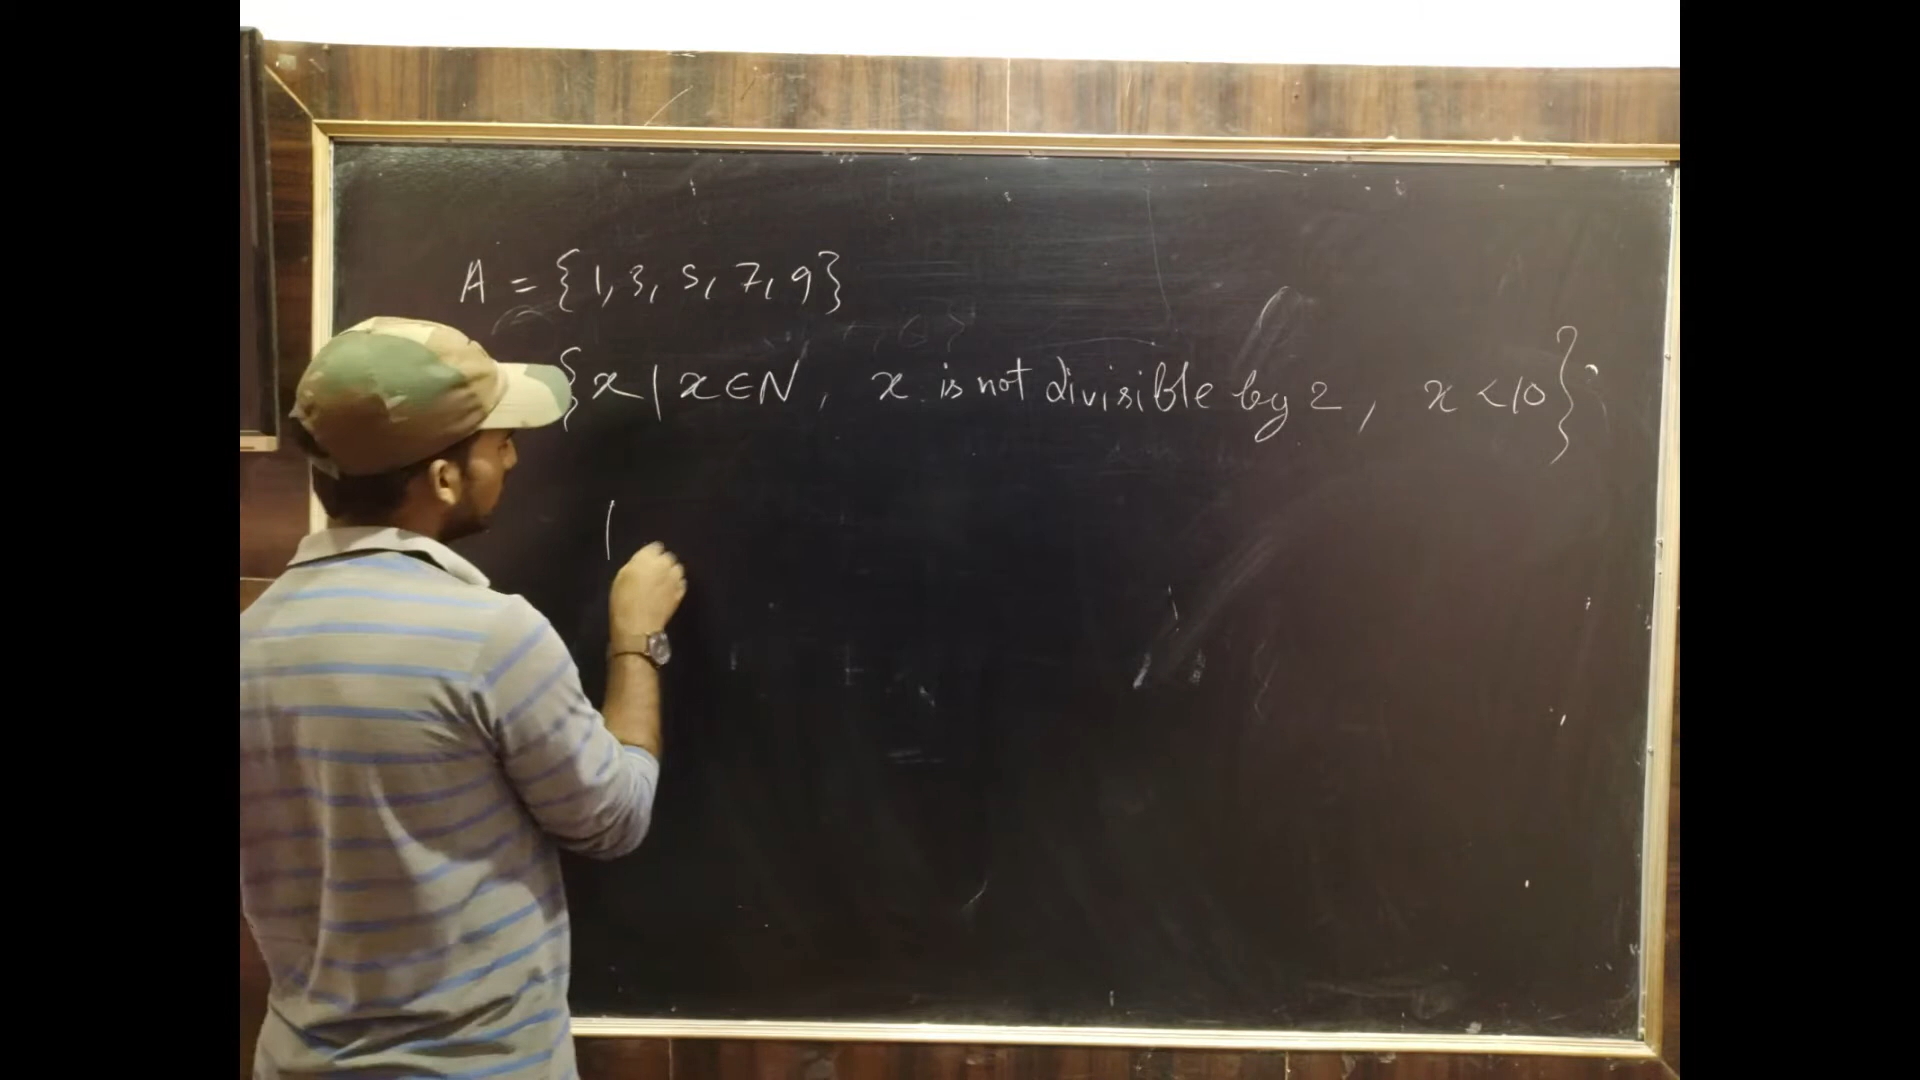 A = {1, 3, 5, 7, 9}
{x | x ∈ N, x is not divisible by 2, x < 10}
|